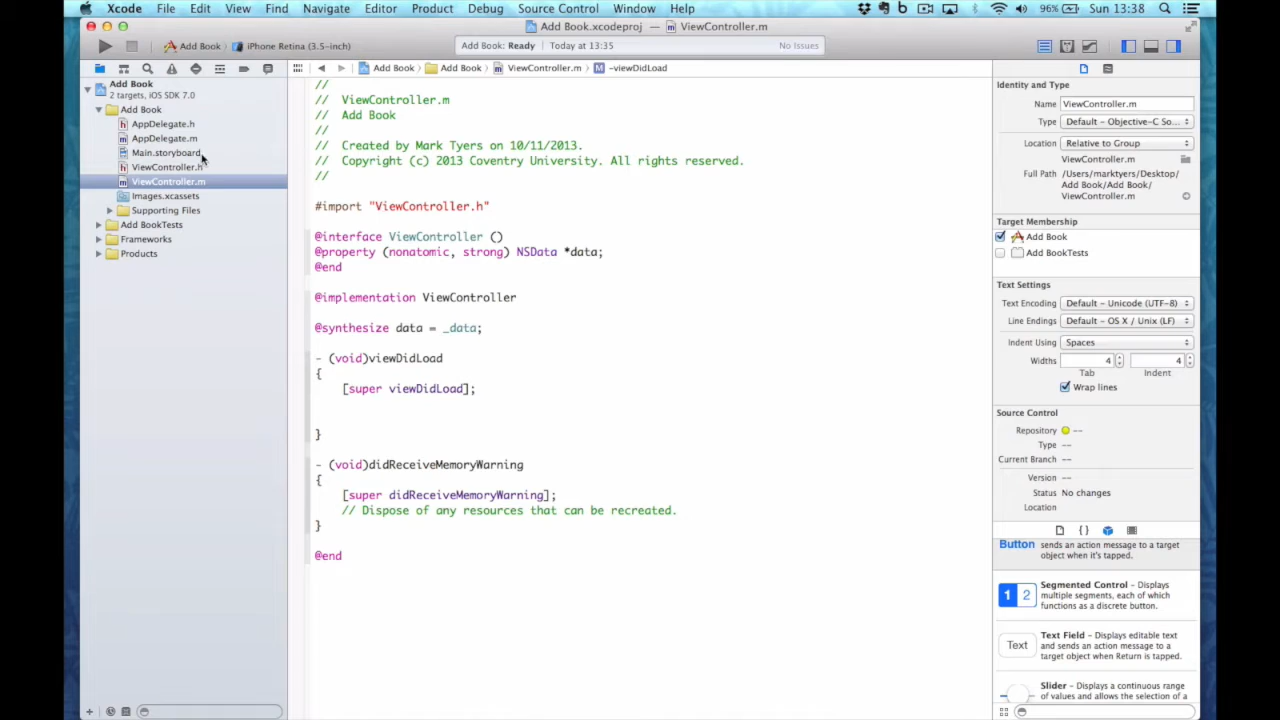 Xcode File Edit View Find Navigate Editor Product Debug Source Control Window Help 96% Sun 13:38
Add Book.xcodeproj — ViewController.m
Add Book iPhone Retina (3.5-inch) Add Book: Ready Today at 13:35 No Issues
Add Book Add Book ViewController.m -viewDidLoad
Add Book
2 targets, iOS SDK 7.0
Add Book
AppDelegate.h
AppDelegate.m
Main.storyboard
ViewController.h
ViewController.m
Images.xcassets
Supporting Files
Add BookTests
Frameworks
Products
//
// ViewController.m
// Add Book
//
// Created by Mark Tyers on 10/11/2013.
// Copyright (c) 2013 Coventry University. All rights reserved.
//
#import "ViewController.h"
@interface ViewController ()
@property (nonatomic, strong) NSData *data;
@end
@implementation ViewController
@synthesize data = _data;
- (void)viewDidLoad
{
[super viewDidLoad];
}
- (void)didReceiveMemoryWarning
{
[super didReceiveMemoryWarning];
// Dispose of any resources that can be recreated.
}
@end
Identity and Type
Name ViewController.m
Type Default - Objective-C So...
Location Relative to Group
ViewController.m
Full Path /Users/marktyers/Desktop/
Add Book/Add Book/
ViewController.m
Target Membership
Add Book
Add BookTests
Text Settings
Text Encoding Default - Unicode (UTF-8)
Line Endings Default - OS X / Unix (LF)
Indent Using Spaces
Widths 4 4
Tab Indent
Wrap lines
Source Control
Repository --
Type --
Current Branch --
Version --
Status No changes
Location
Button sends an action message to a target
object when it's tapped.
1 2 Segmented Control - Displays
multiple segments, each of which
functions as a discrete button.
Text Text Field - Displays editable text
and sends an action message to a
target object when Return is tapped.
Slider - Displays a continuous range
of values and allows the selection of a